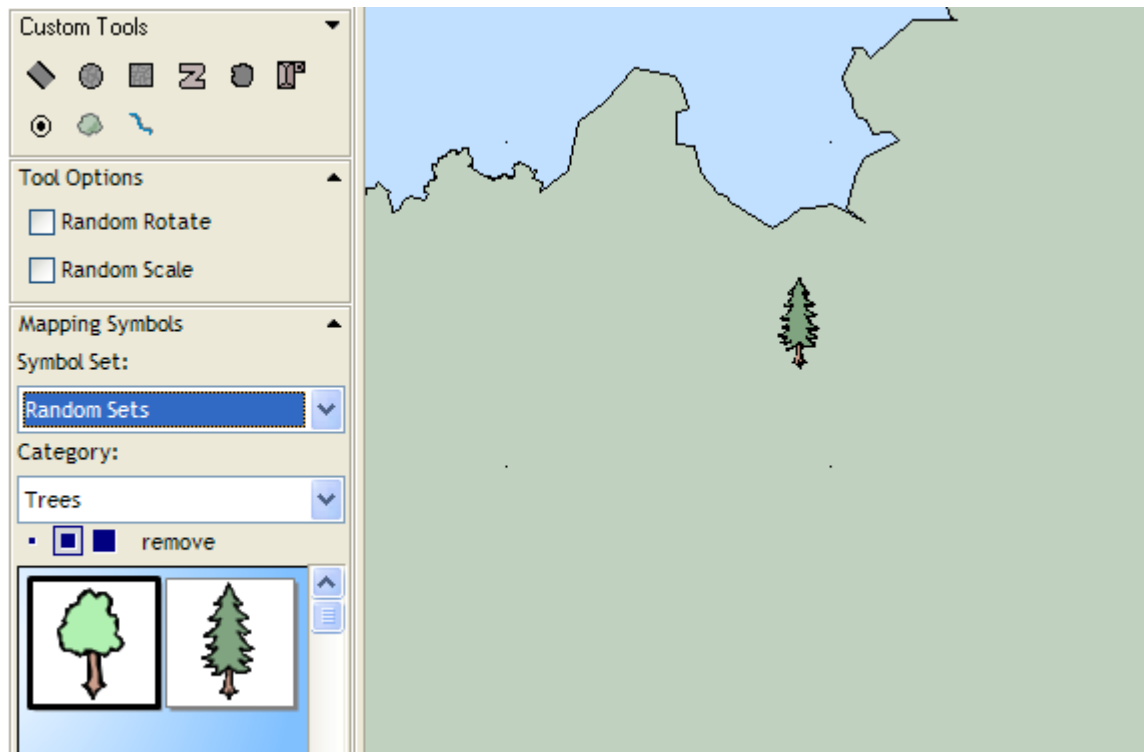 Custom Tools
Tool Options
Random Rotate
Random Scale
Mapping Symbols
Symbol Set:
Random Sets
Category:
Trees
remove